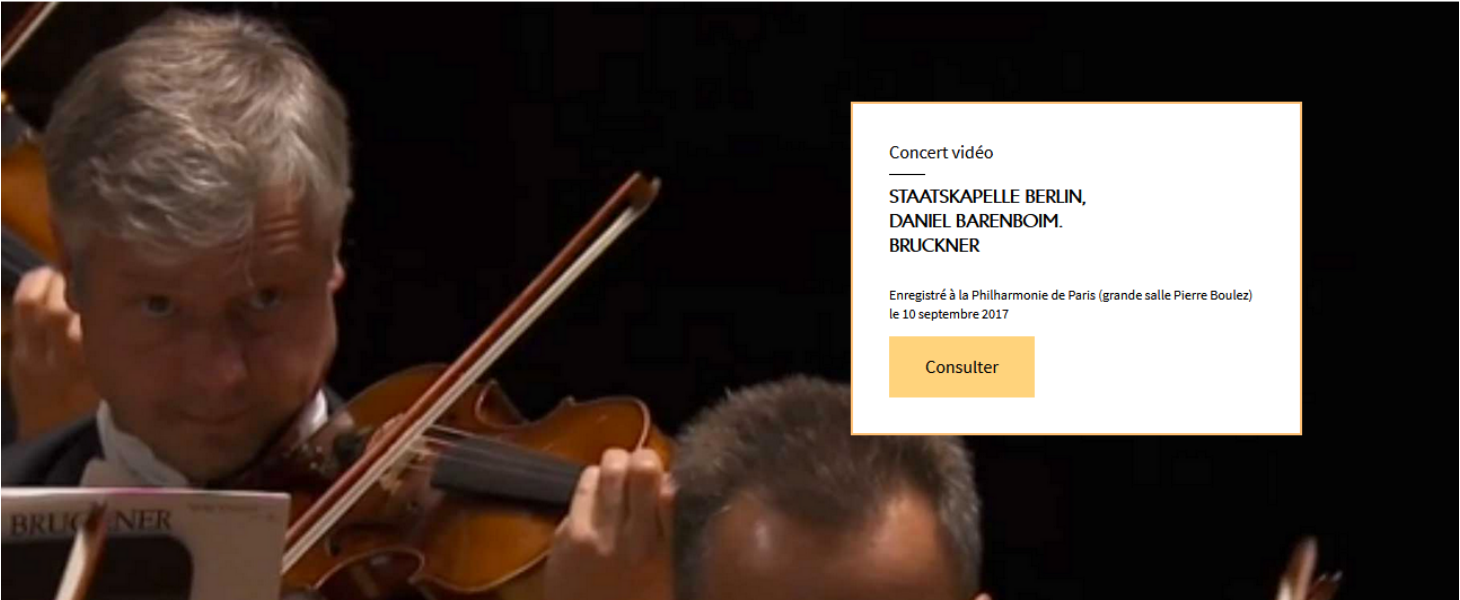 Concert vidéo
STAATSKAPELLE BERLIN,
DANIEL BARENBOIM.
BRUCKNER
Enregistré à la Philharmonie de Paris (grande salle Pierre Boulez)
le 10 septembre 2017
Consulter
BRUCKNER